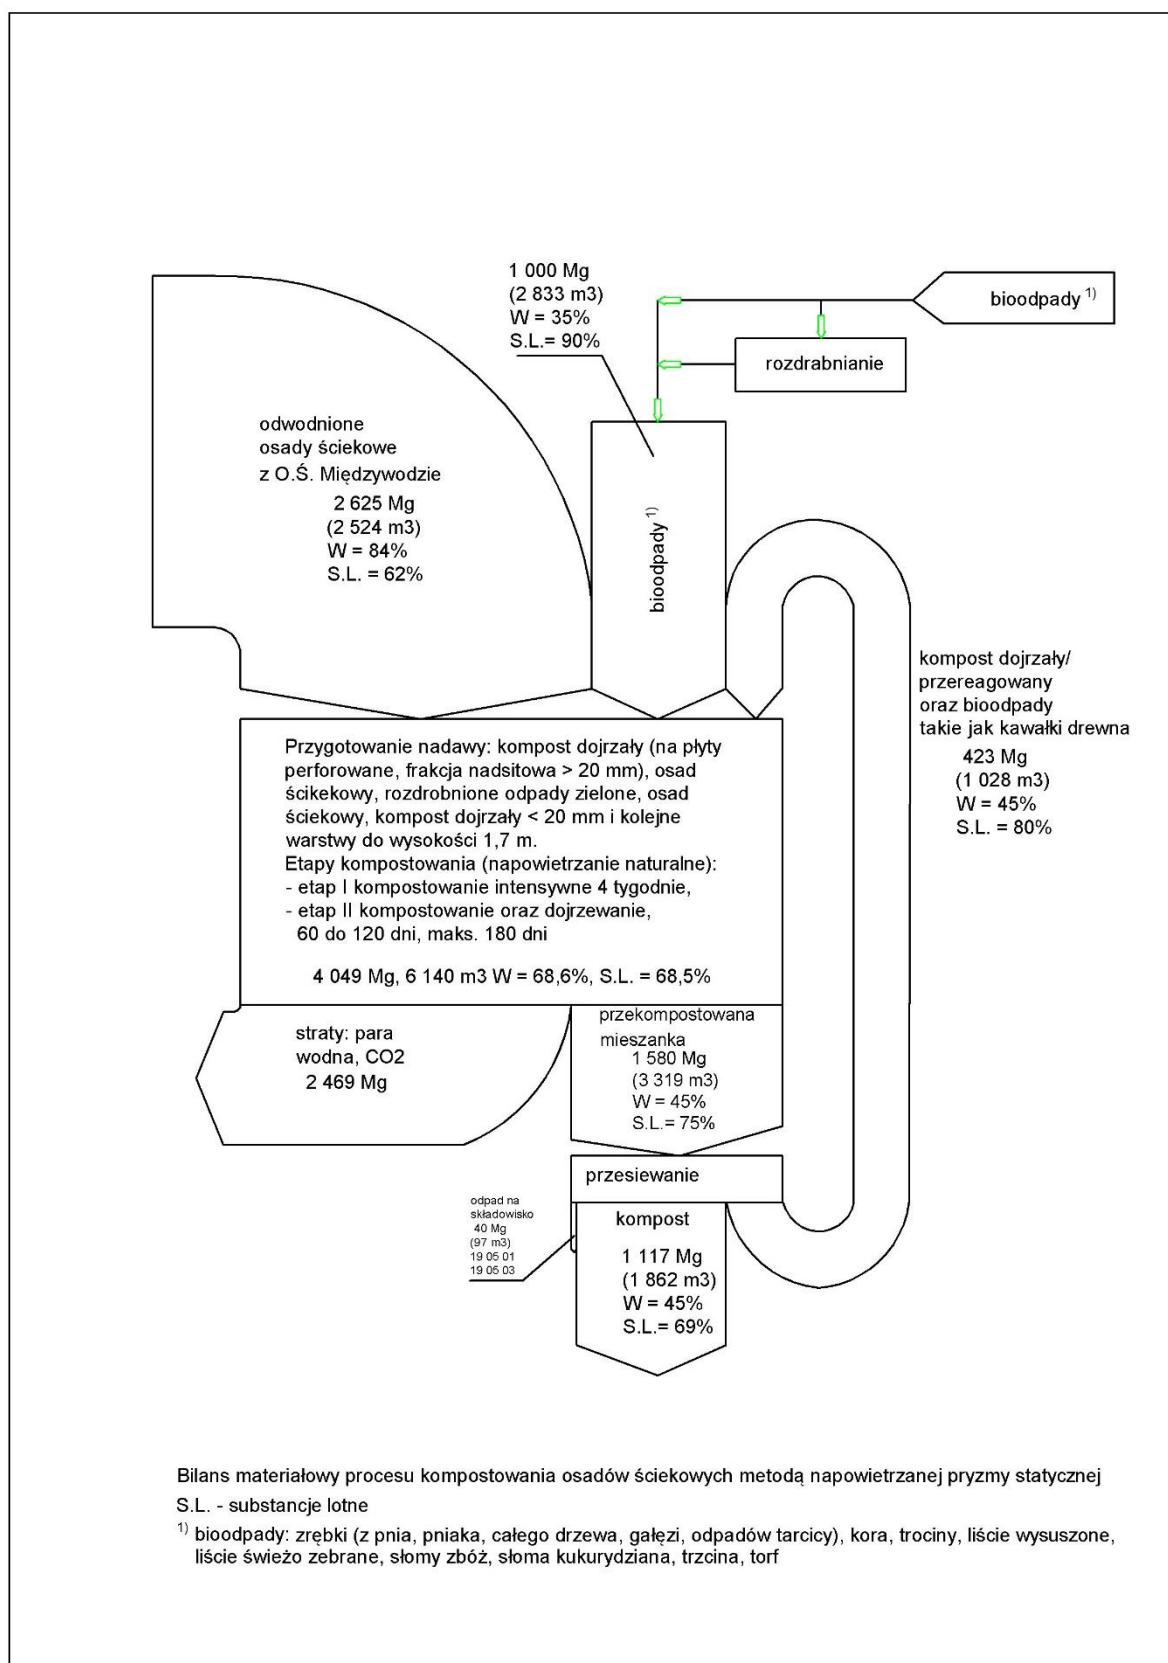 1 000 Mg
(2 833 m3)
W = 35%
S.L.= 90%
bioodpady 1)
rozdrabnianie
odwodnione
osady ściekowe
z O.Ś. Międzywodzie
2 625 Mg
(2 524 m3)
W = 84%
S.L. = 62%
bioodpady 1)
kompost dojrzały/
przereagowany
oraz bioodpady
takie jak kawałki drewna
423 Mg
(1 028 m3)
W = 45%
S.L. = 80%
Przygotowanie nadawy: kompost dojrzały (na płyty
perforowane, frakcja nadsitowa > 20 mm), osad
ścikekowy, rozdrobnione odpady zielone, osad
ściekowy, kompost dojrzały < 20 mm i kolejne
warstwy do wysokości 1,7 m.
Etapy kompostowania (napowietrzanie naturalne):
- etap I kompostowanie intensywne 4 tygodnie,
- etap II kompostowanie oraz dojrzewanie,
60 do 120 dni, maks. 180 dni
4 049 Mg, 6 140 m3 W = 68,6%, S.L. = 68,5%
straty: para
wodna, CO2
2 469 Mg
przekompostowana
mieszanka
1 580 Mg
(3 319 m3)
W = 45%
S.L.= 75%
przesiewanie
odpad na
składowisko
40 Mg
(97 m3)
19 05 01
19 05 03
kompost
1 117 Mg
(1 862 m3)
W = 45%
S.L.= 69%
Bilans materiałowy procesu kompostowania osadów ściekowych metodą napowietrzanej pryzmy statycznej
S.L. - substancje lotne
1) bioodpady: zrębki (z pnia, pniaka, całego drzewa, gałęzi, odpadów tarcicy), kora, trociny, liście wysuszone,
liście świeżo zebrane, słomy zbóż, słoma kukurydziana, trzcina, torf